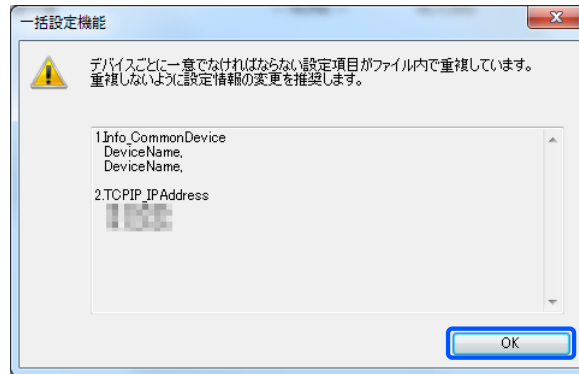 一括設定機能
デバイスごとに一意でなければならない設定項目がファイル内で重複しています。
重複しないように設定情報の変更を推奨します。
1.Info_CommonDevice
DeviceName,
DeviceName,
2.TCPIP_IPAddress
OK